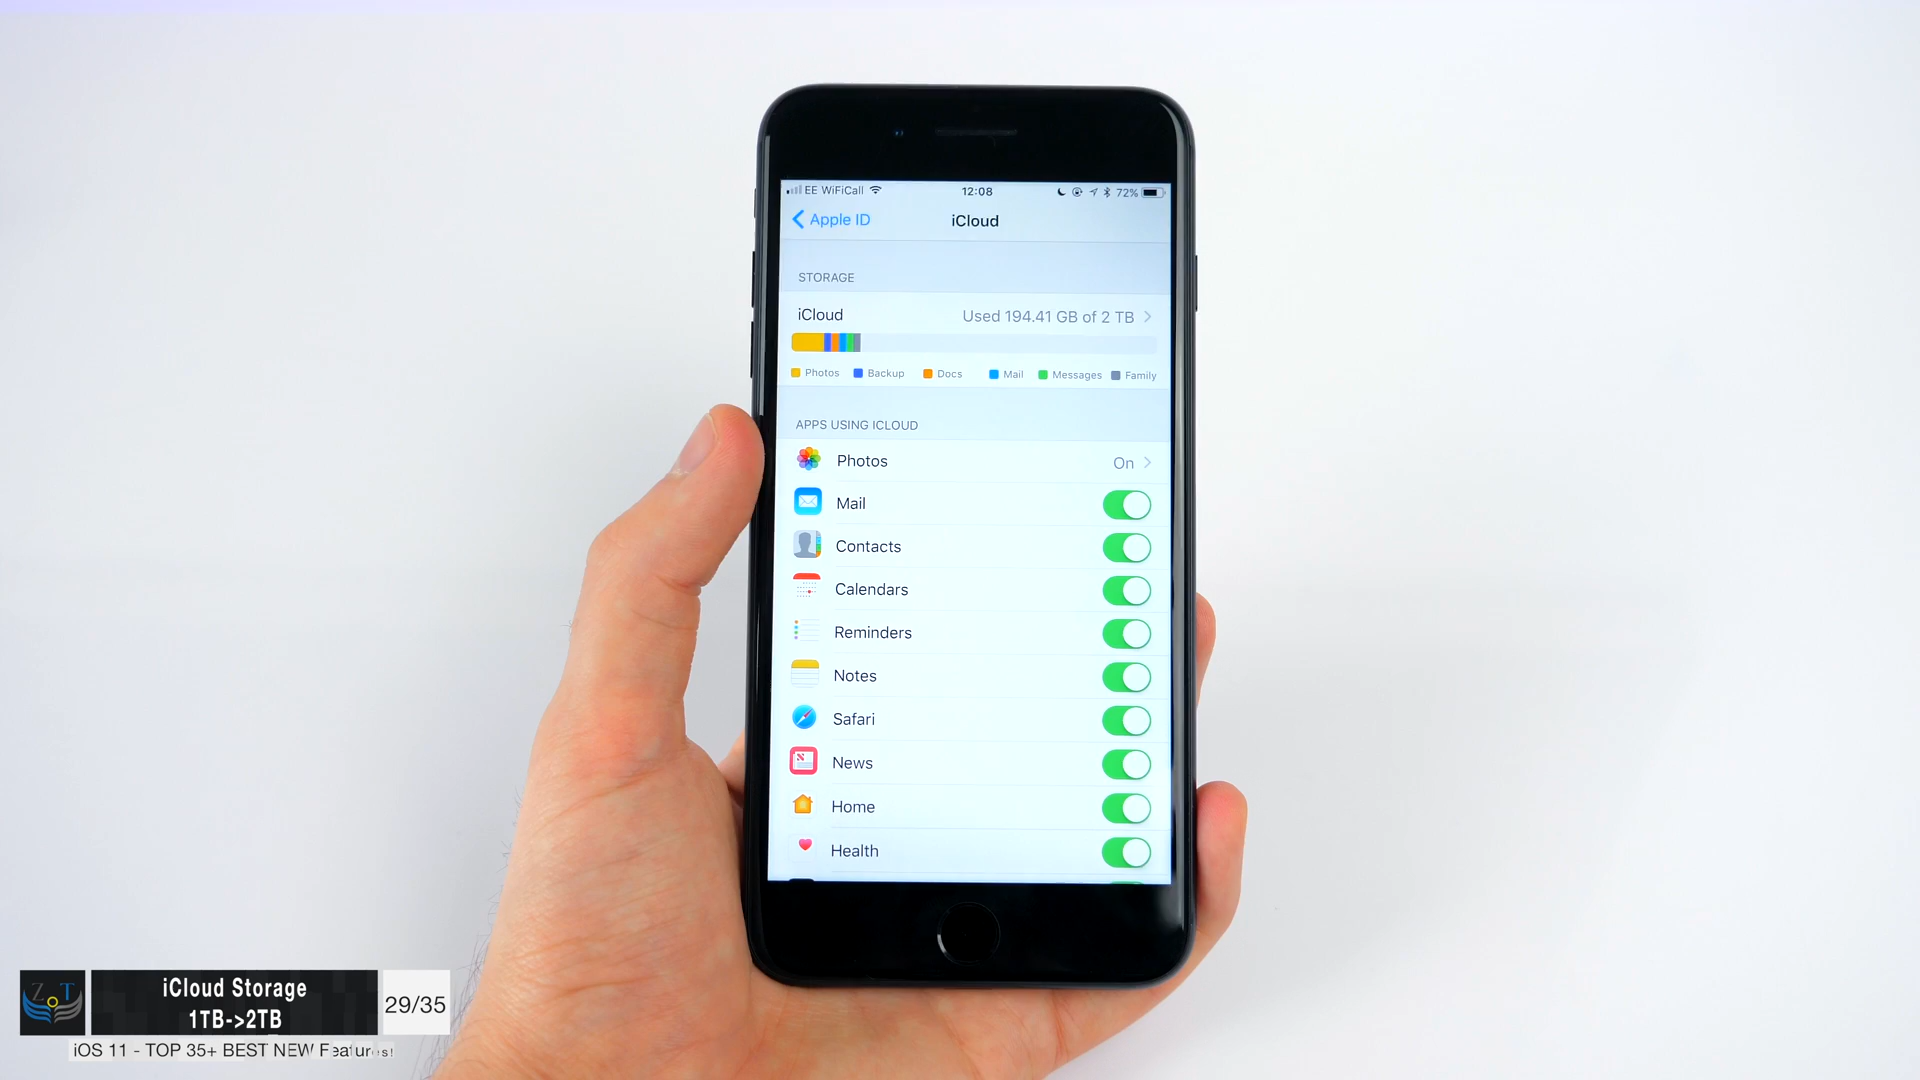 EE WiFiCall 12:08 72%
Apple ID iCloud
STORAGE
iCloud Used 194.41 GB of 2 TB
Photos Backup Docs Mail Messages Family
APPS USING ICLOUD
Photos On
Mail
Contacts
Calendars
Reminders
Notes
Safari
News
Home
Health
ZoT
iCloud Storage
1TB->2TB
29/35
iOS 11 - TOP 35+ BEST NEW Features!